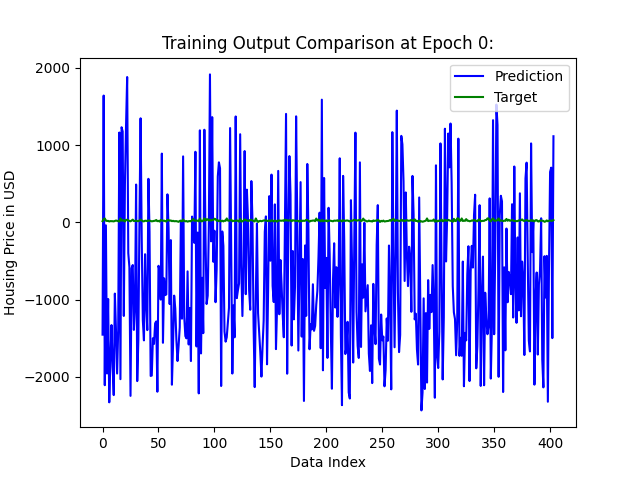 Training Output Comparison at Epoch 0:
Prediction
Target
2000
1000
0
−1000
−2000
Housing Price in USD
0 50 100 150 200 250 300 350 400
Data Index